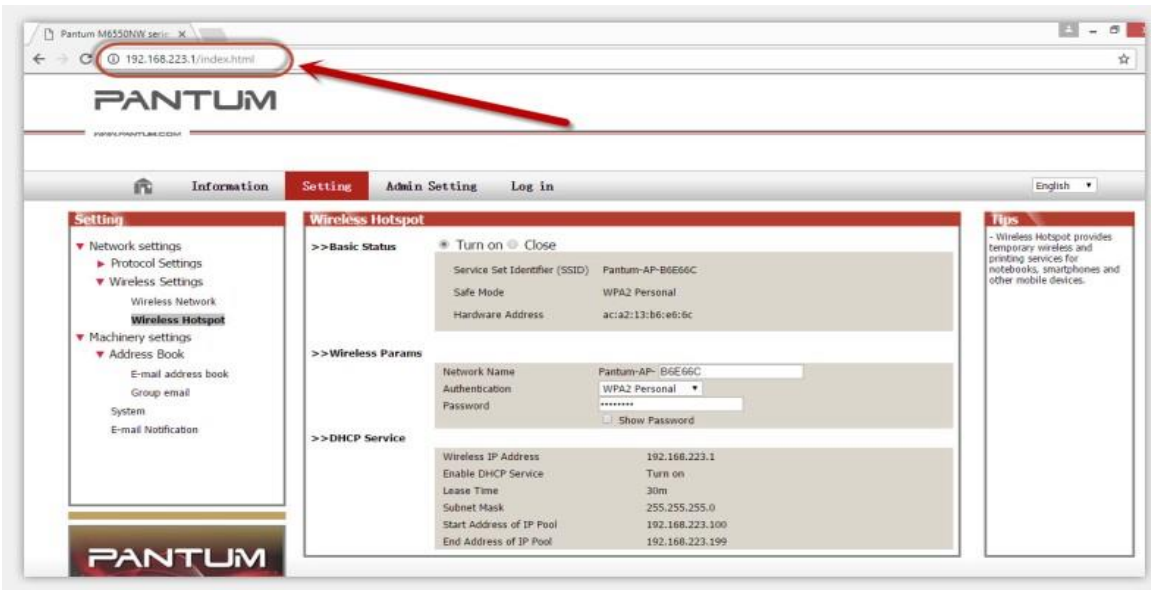 Pantum M6550NW serie
192.168.223.1/index.html
PANTUM
WWW.PANTUM.COM
Information Setting Admin Setting Log in English
Setting
Network settings
Protocol Settings
Wireless Settings
Wireless Network
Wireless Hotspot
Machinery settings
Address Book
E-mail address book
Group email
System
E-mail Notification
PANTUM
Wireless Hotspot
>>Basic Status Turn on Close
Service Set Identifier (SSID) Pantum-AP-B6E66C
Safe Mode WPA2 Personal
Hardware Address ac:a2:13:b6:e6:6c
>>Wireless Params
Network Name Pantum-AP- B6E66C
Authentication WPA2 Personal
Password ••••••••
Show Password
>>DHCP Service
Wireless IP Address 192.168.223.1
Enable DHCP Service Turn on
Lease Time 30m
Subnet Mask 255.255.255.0
Start Address of IP Pool 192.168.223.100
End Address of IP Pool 192.168.223.199
Tips
- Wireless Hotspot provides
temporary wireless and
printing services for
notebooks, smartphones and
other mobile devices.